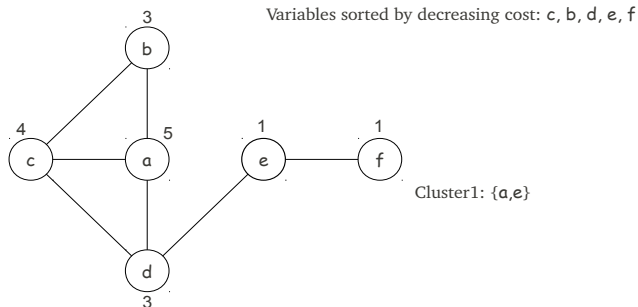 3
Variables sorted by decreasing cost: c, b, d, e, f
b
4
5
1
1
c
a
e
f
Cluster1: {a,e}
d
3